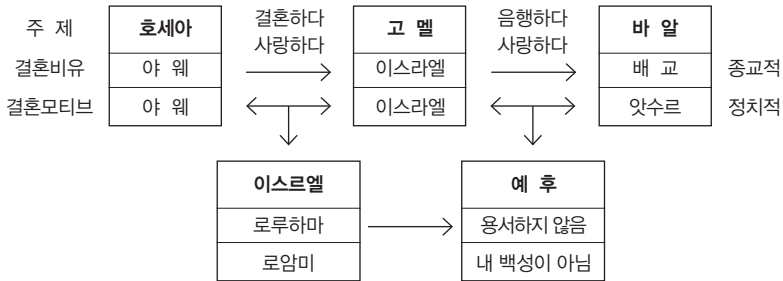 결혼하다 음행하다
주 제 호세아 사랑하다 고 멜 사랑하다 바 알
결혼비유 야 웨 이스라엘 배 교 종교적
결혼모티브 야 웨 이스라엘 앗수르 정치적
이스르엘 예 후
로루하마 용서하지 않음
로암미 내 백성이 아님